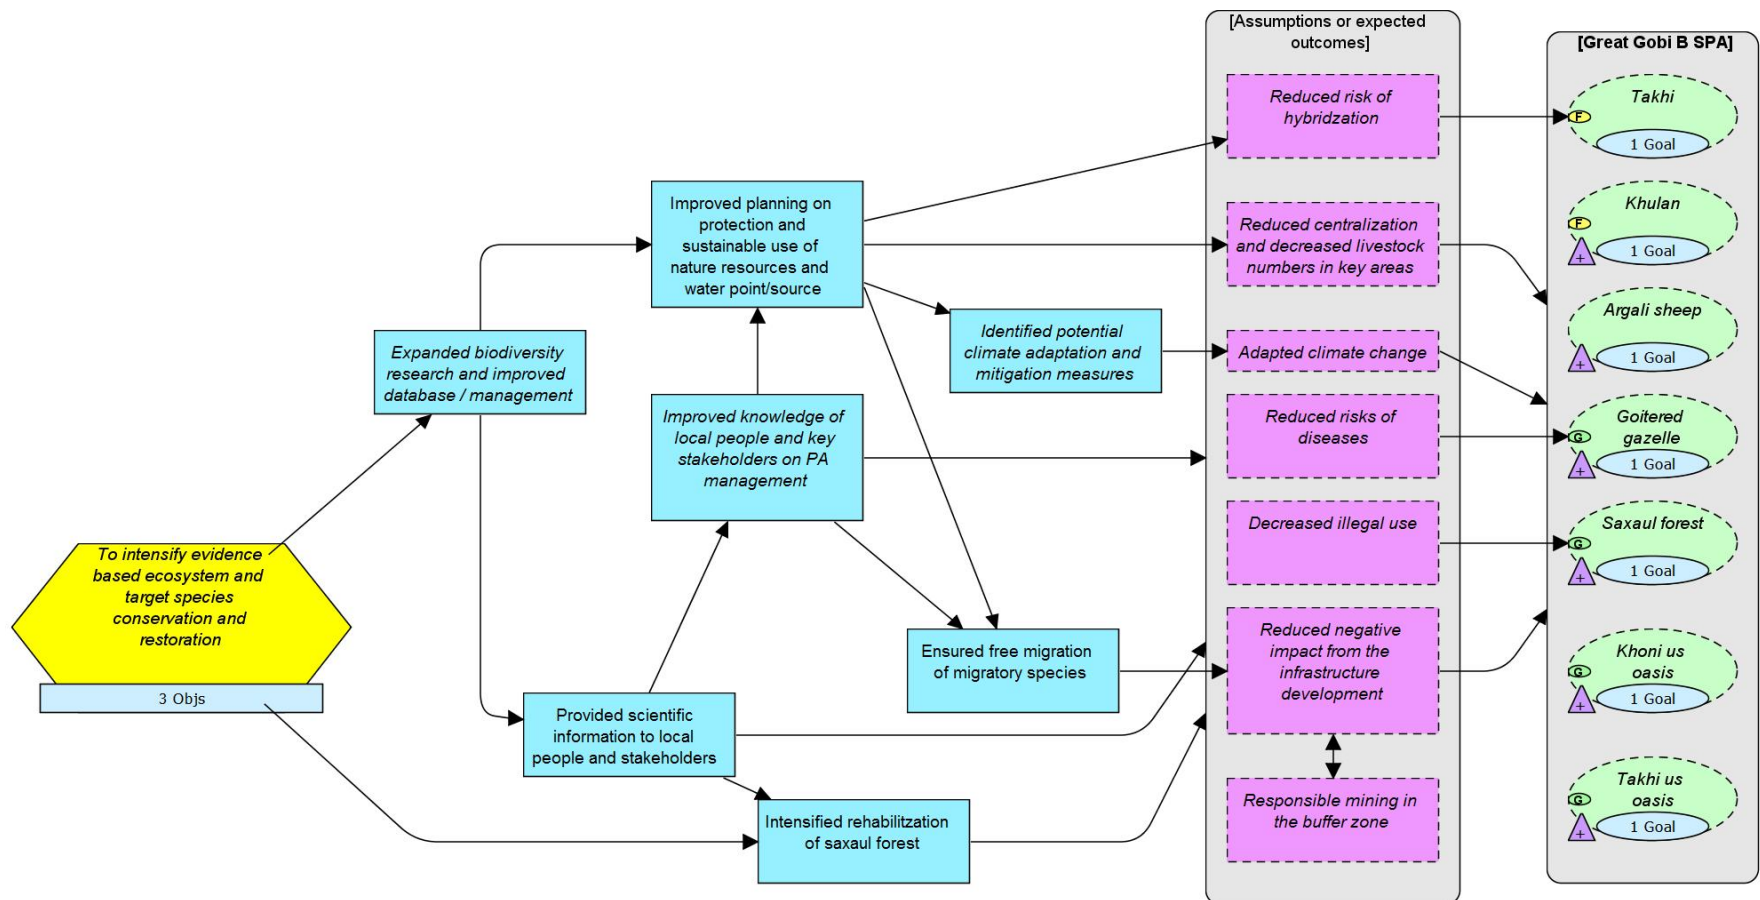 [Assumptions or expected
outcomes]
[Great Gobi B SPA]
To intensify evidence
based ecosystem and
target species
conservation and
restoration
3 Objs
Expanded biodiversity
research and improved
database / management
Provided scientific
information to local
people and stakeholders
Improved planning on
protection and
sustainable use of
nature resources and
water point/source
Improved knowledge of
local people and key
stakeholders on PA
management
Intensified rehabilitzation
of saxaul forest
Identified potential
climate adaptation and
mitigation measures
Ensured free migration
of migratory species
Reduced risk of
hybridzation
Reduced centralization
and decreased livestock
numbers in key areas
Adapted climate change
Reduced risks of
diseases
Decreased illegal use
Reduced negative
impact from the
infrastructure
development
Responsible mining in
the buffer zone
Takhi
F
1 Goal
Khulan
F
+
1 Goal
Argali sheep
+
1 Goal
Goitered
gazelle
G
+
1 Goal
Saxaul forest
G
+
1 Goal
Khoni us
oasis
G
+
1 Goal
Takhi us
oasis
G
+
1 Goal